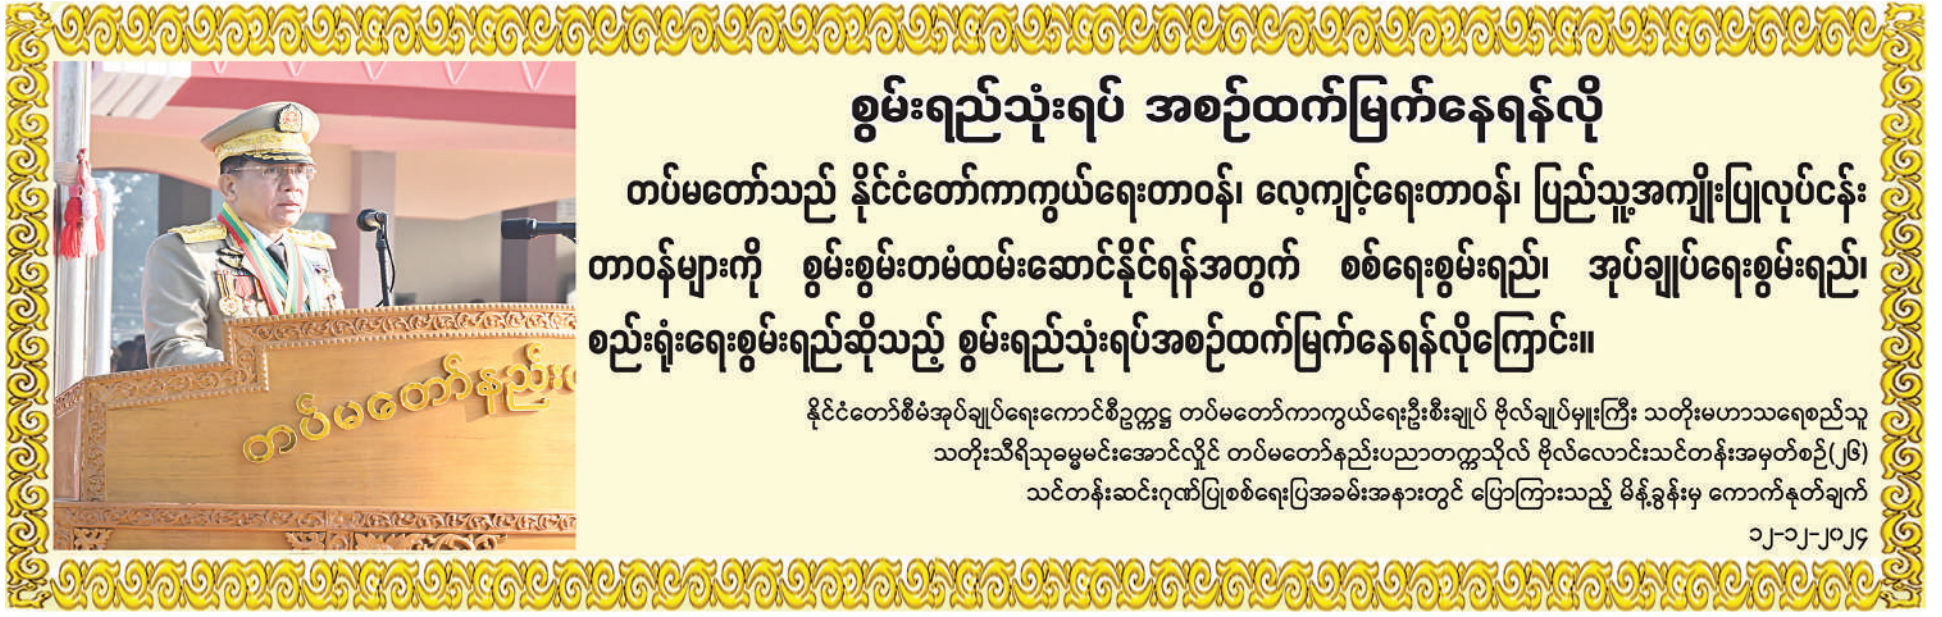 စွမ်းရည်သုံးရပ် အစဉ်ထက်မြက်နေရန်လို
တပ်မတော်သည် နိုင်ငံတော်ကာကွယ်ရေးတာဝန်၊ လေ့ကျင့်ရေးတာဝန်၊ ပြည်သူ့အကျိုးပြုလုပ်ငန်း
တာဝန်များကို စွမ်းစွမ်းတမံထမ်းဆောင်နိုင်ရန်အတွက် စစ်ရေးစွမ်းရည်၊ အုပ်ချုပ်ရေးစွမ်းရည်၊
စည်းရုံးရေးစွမ်းရည်ဆိုသည့် စွမ်းရည်သုံးရပ်အစဉ်ထက်မြက်နေရန်လိုကြောင်း။
နိုင်ငံတော်စီမံအုပ်ချုပ်ရေးကောင်စီဥက္ကဋ္ဌ တပ်မတော်ကာကွယ်ရေးဦးစီးချုပ် ဗိုလ်ချုပ်မှူးကြီး သတိုးမဟာသရေစည်သူ
သတိုးသီရိသုဓမ္မမင်းအောင်လှိုင် တပ်မတော်နည်းပညာတက္ကသိုလ် ဗိုလ်လောင်းသင်တန်းအမှတ်စဉ်(၂၆)
သင်တန်းဆင်းဂုဏ်ပြုစစ်ရေးပြအခမ်းအနားတွင် ပြောကြားသည့် မိန့်ခွန်းမှ ကောက်နုတ်ချက်
၁၂-၁၂-၂၀၂၄
တပ်မတော်နည်း